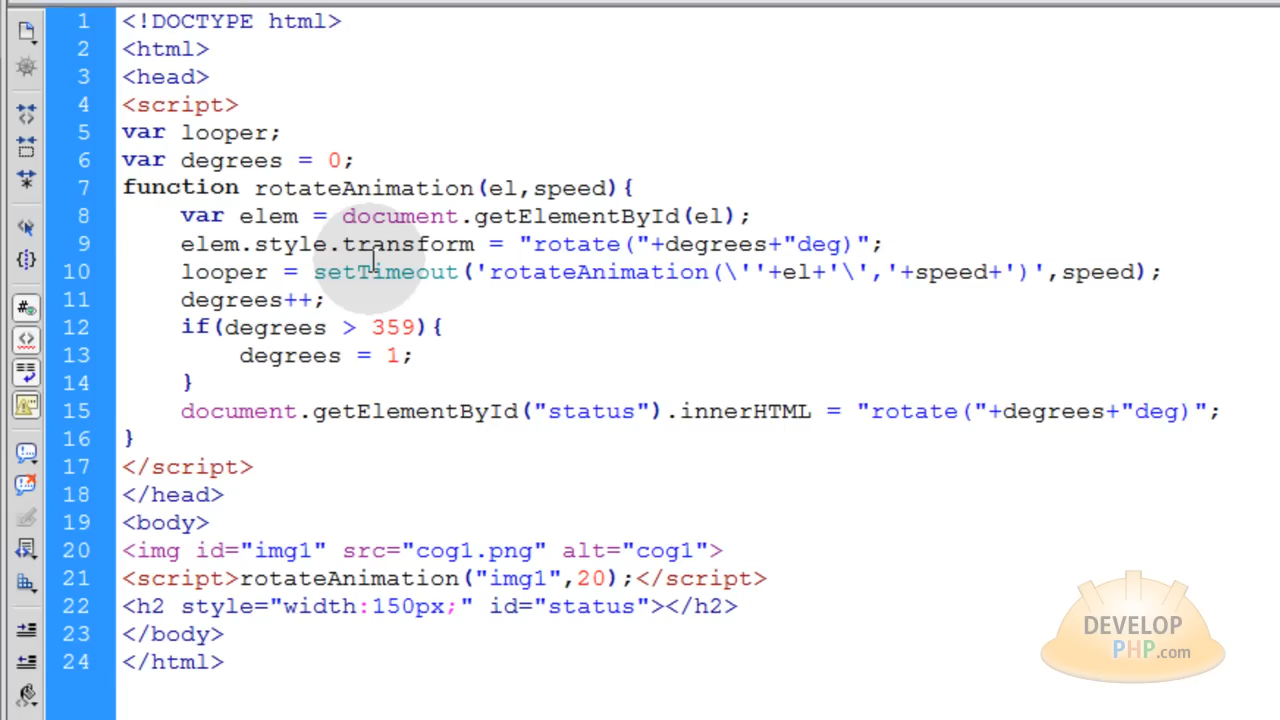 1 <!DOCTYPE html>
2 <html>
3 <head>
4 <script>
5 var looper;
6 var degrees = 0;
7 function rotateAnimation(el,speed){
8 var elem = document.getElementById(el);
9 elem.style.transform = "rotate("+degrees+"deg)";
10 looper = setTimeout('rotateAnimation(\''+el+'\','+speed+')',speed);
11 degrees++;
12 if(degrees > 359){
13 degrees = 1;
14 }
15 document.getElementById("status").innerHTML = "rotate("+degrees+"deg)";
16 }
17 </script>
18 </head>
19 <body>
20 <img id="img1" src="cog1.png" alt="cog1">
21 <script>rotateAnimation("img1",20);</script>
22 <h2 style="width:150px;" id="status"></h2>
23 </body>
24 </html>
DEVELOP
PHP.com